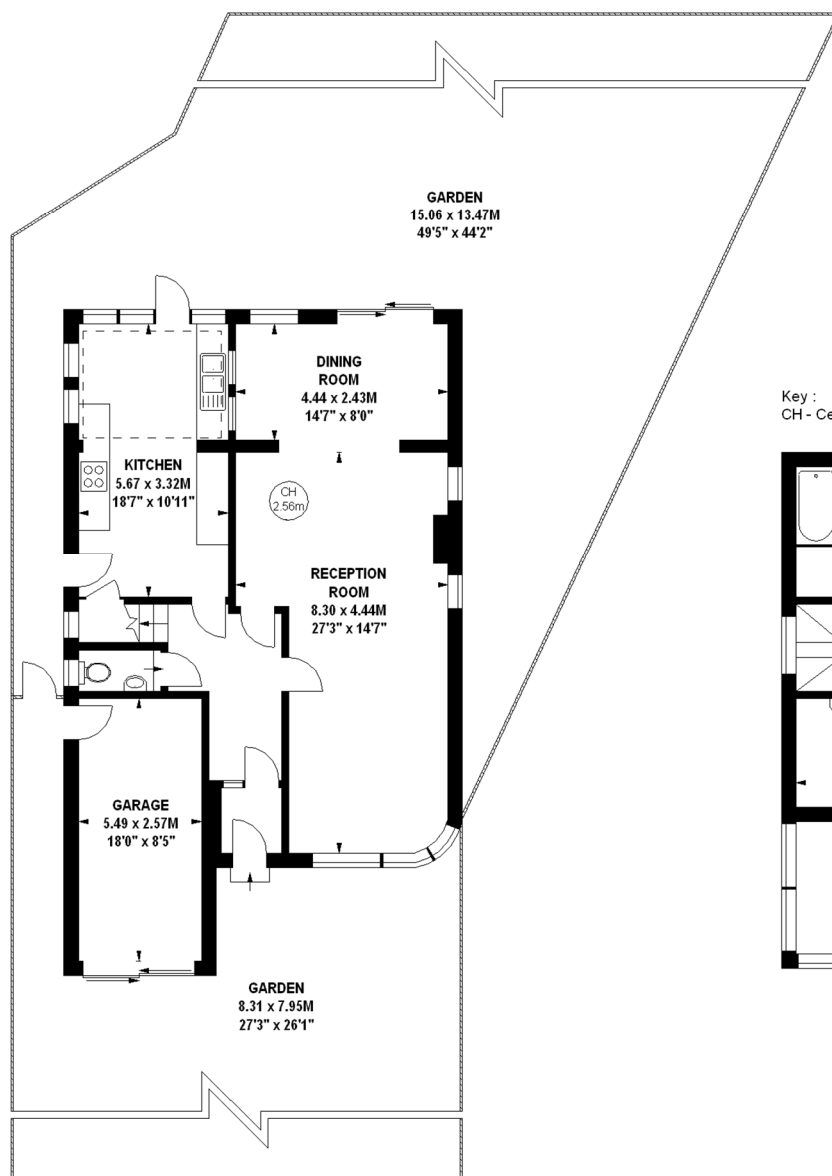 GARDEN
15.06 x 13.47M
49'5" x 44'2"
DINING
ROOM
4.44 x 2.43M
14'7" x 8'0"
Key :
CH -
KITCHEN
5.67 x 3.32M
18'7" x 10'11"
CH
2.56m
RECEPTION
ROOM
8.30 x 4.44M
27'3" x 14'7"
GARAGE
5.49 x 2.57M
18'0" x 8'5"
GARDEN
8.31 x 7.95M
27'3" x 26'1"